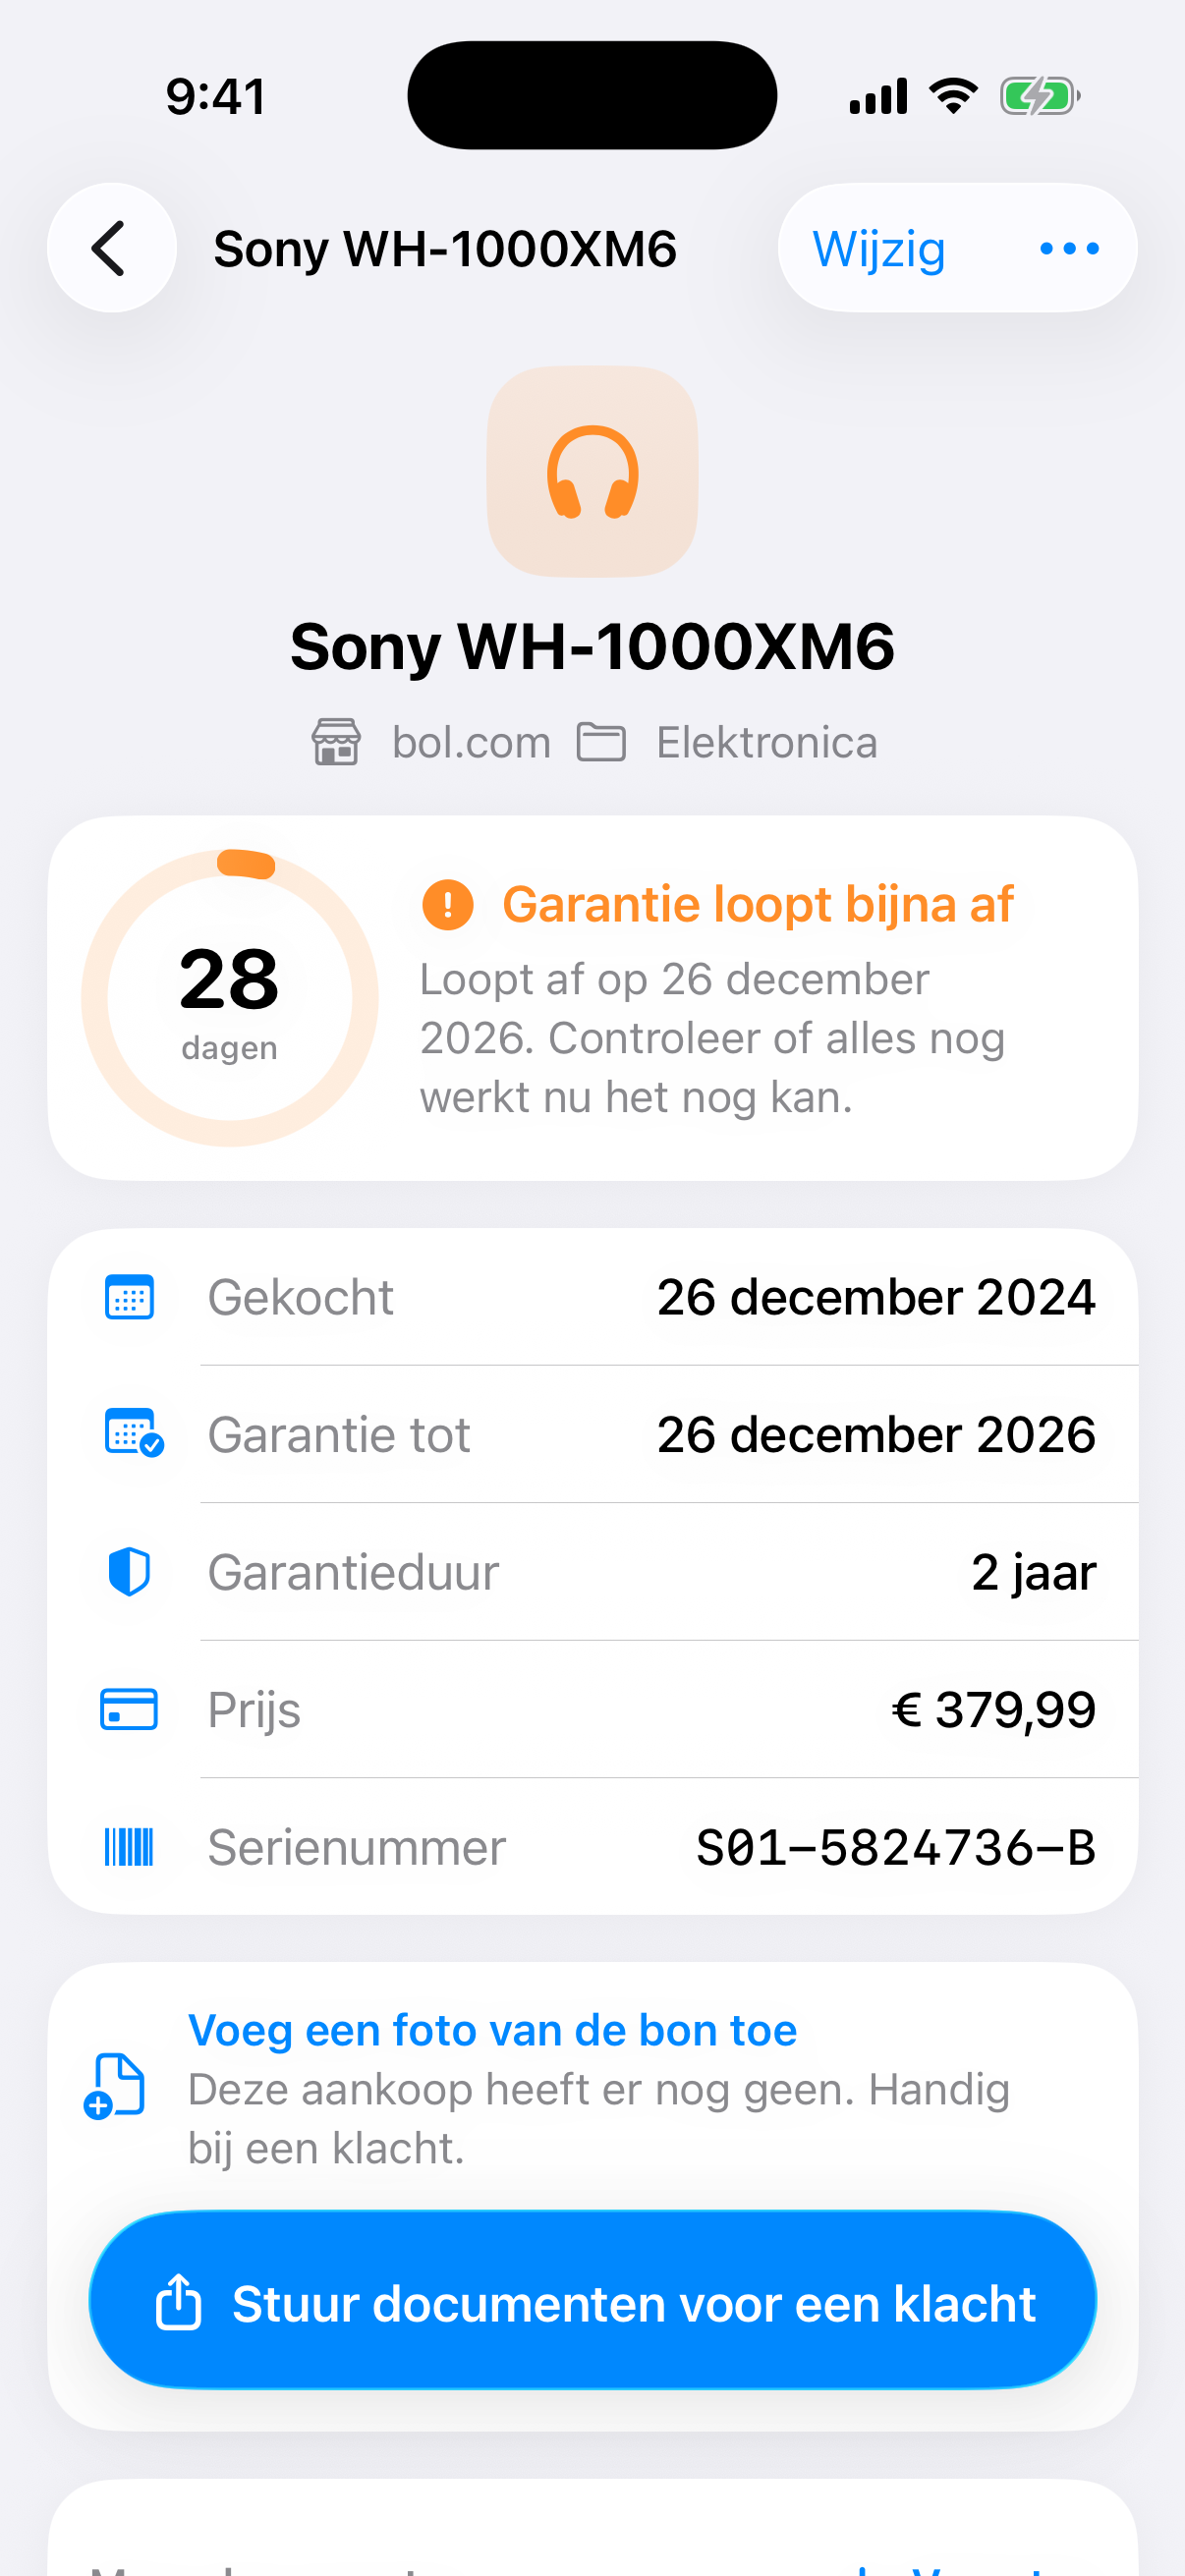 9:41
Sony WH-1000XM6
Wijzig
Sony WH-1000XM6
bol.com Elektronica
28
dagen
Garantie loopt bijna af
Loopt af op 26 december
2026. Controleer of alles nog
werkt nu het nog kan.
Gekocht 26 december 2024
Garantie tot 26 december 2026
Garantieduur 2 jaar
Prijs € 379,99
Serienummer S01-5824736-B
Voeg een foto van de bon toe
Deze aankoop heeft er nog geen. Handig
bij een klacht.
Stuur documenten voor een klacht